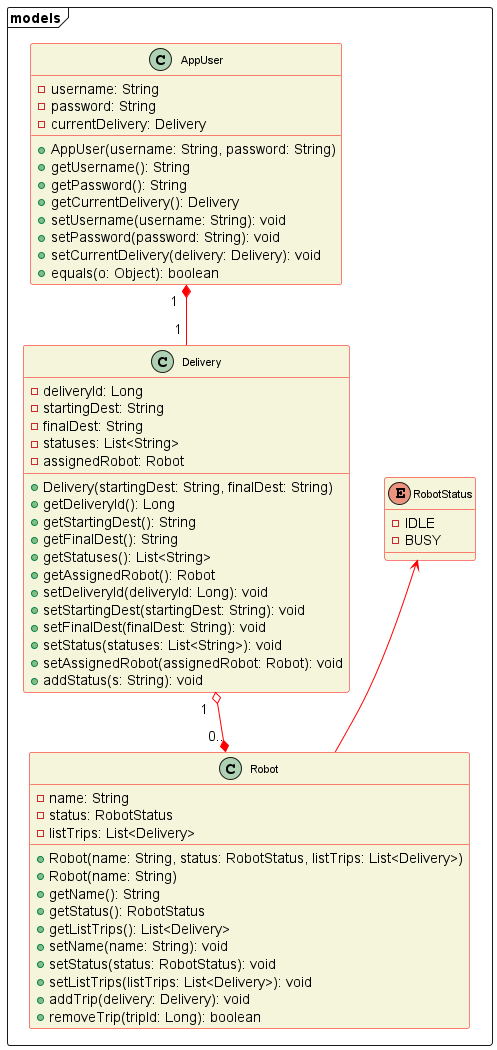 models
C AppUser
username: String
password: String
currentDelivery: Delivery
AppUser(username: String, password: String)
getUsername(): String
getPassword(): String
getCurrentDelivery(): Delivery
setUsername(username: String): void
setPassword(password: String): void
setCurrentDelivery(delivery: Delivery): void
equals(o: Object): boolean
1
1
C Delivery
deliveryId: Long
startingDest: String
finalDest: String
statuses: List<String>
assignedRobot: Robot
Delivery(startingDest: String, finalDest: String)
getDeliveryId(): Long
getStartingDest(): String
getFinalDest(): String
getStatuses(): List<String>
getAssignedRobot(): Robot
setDeliveryId(deliveryId: Long): void
setStartingDest(startingDest: String): void
setFinalDest(finalDest: String): void
setStatus(statuses: List<String>): void
setAssignedRobot(assignedRobot: Robot): void
addStatus(s: String): void
E RobotStatus
IDLE
BUSY
1
0..
C Robot
name: String
status: RobotStatus
listTrips: List<Delivery>
Robot(name: String, status: RobotStatus, listTrips: List<Delivery>)
Robot(name: String)
getName(): String
getStatus(): RobotStatus
getListTrips(): List<Delivery>
setName(name: String): void
setStatus(status: RobotStatus): void
setListTrips(listTrips: List<Delivery>): void
addTrip(delivery: Delivery): void
removeTrip(tripId: Long): boolean